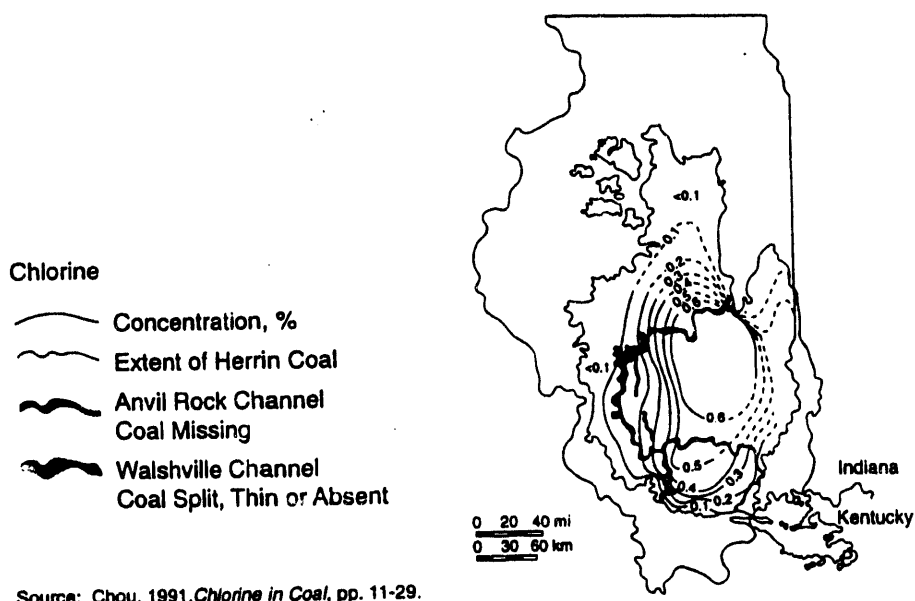 Chlorine
Concentration, %
Extent of Herrin Coal
Anvil Rock Channel
Coal Missing
Walshville Channel
Coal Split, Thin or Absent
Source: Chou, 1991, Chlorine in Coal, pp. 11-29.
<0.1
0.1
0.2
<0.1
0.6
0.5
0.4
0.3
0.2
0.1
Indiana
Kentucky
0 20 40 mi
0 30 60 km